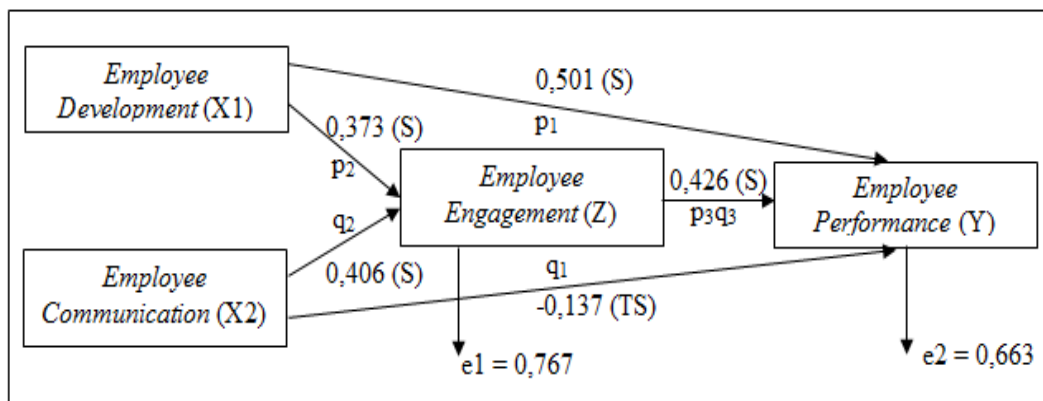 Employee
Development (X1)
0,501 (S)
p1
0,373 (S)
p2
Employee
Engagement (Z)
0,426 (S)
p3q3
Employee
Performance (Y)
q2
0,406 (S)
Employee
Communication (X2)
q1
-0,137 (TS)
e1 = 0,767
e2 = 0,663